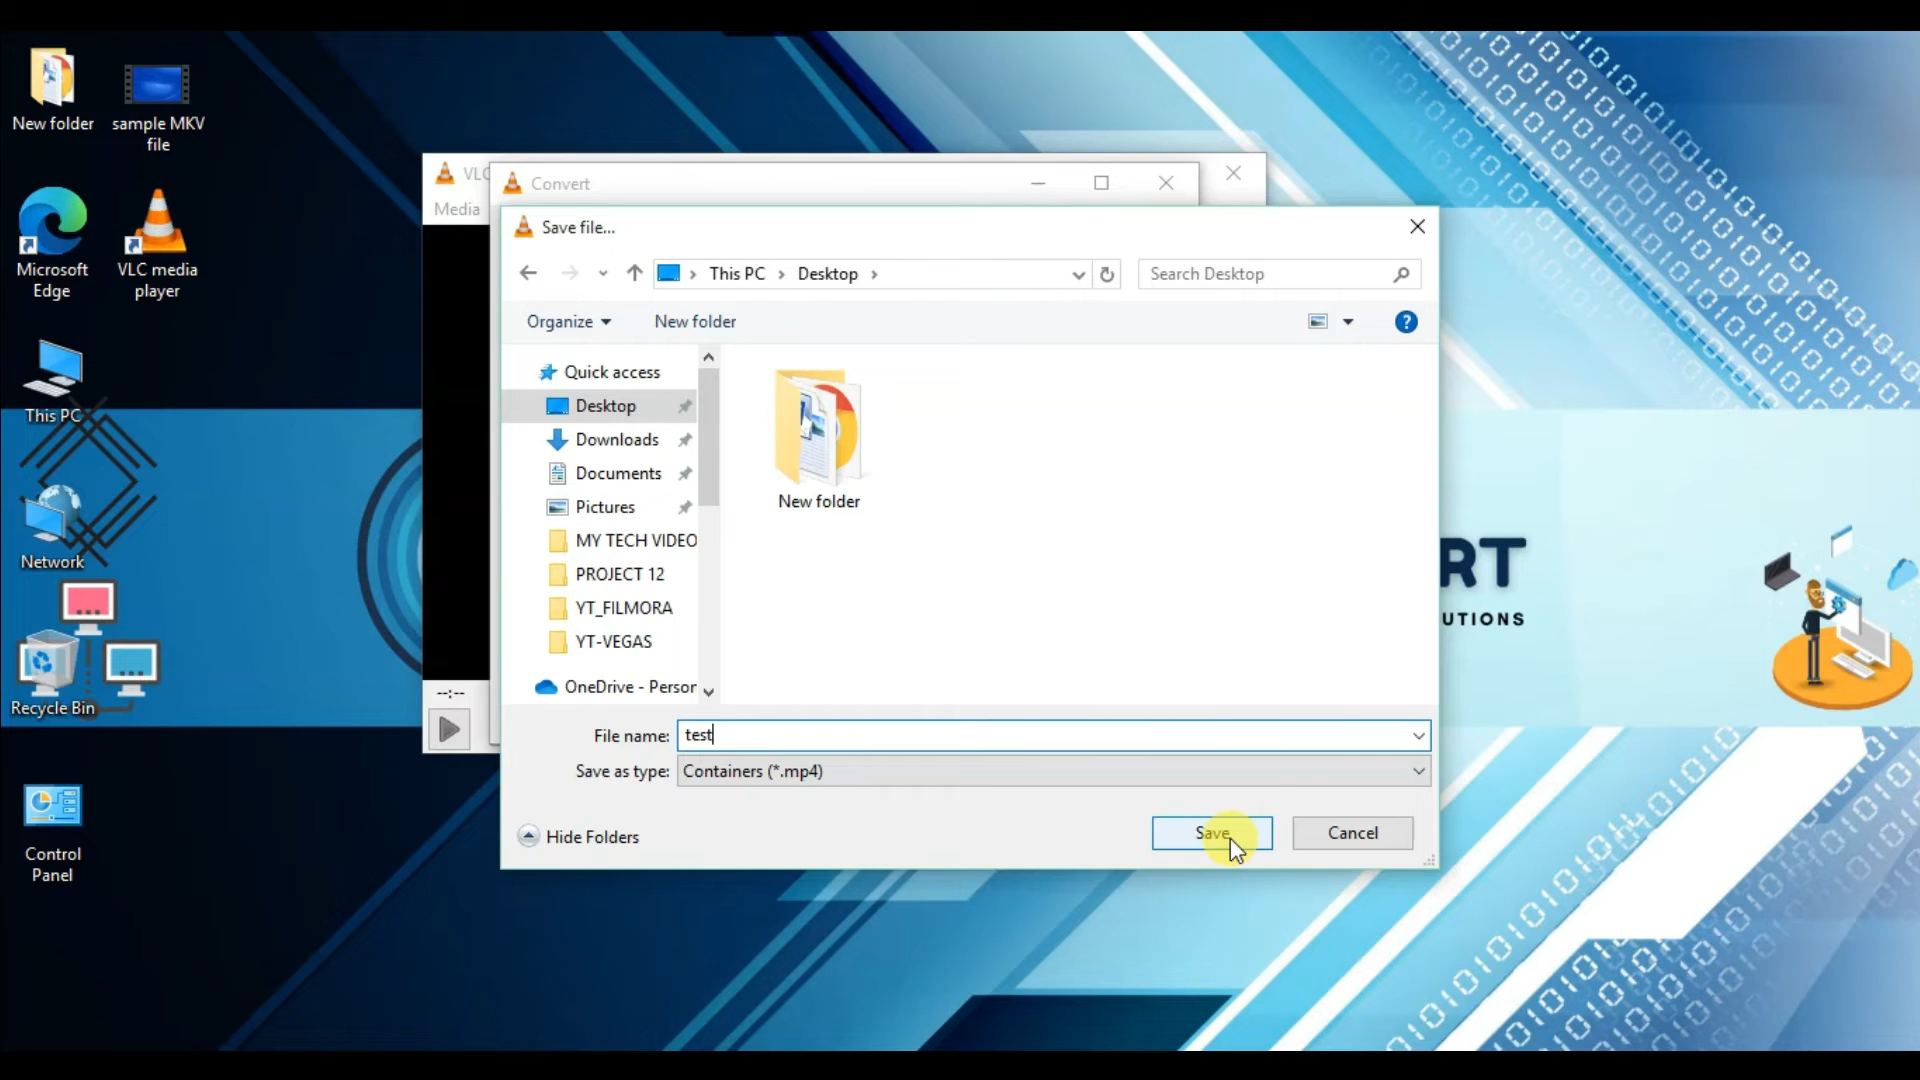 New folder
sample MKV
file
Microsoft
Edge
VLC media
player
This PC
Network
Recycle Bin
Control
Panel
VLC
Media
--:--
Convert
Save file...
This PC
Desktop
Search Desktop
Organize
New folder
Quick access
Desktop
Downloads
Documents
Pictures
MY TECH VIDEO
PROJECT 12
YT_FILMORA
YT-VEGAS
OneDrive - Person
New folder
File name: test
Save as type: Containers (*.mp4)
Hide Folders
Save
Cancel
RT
UTIONS